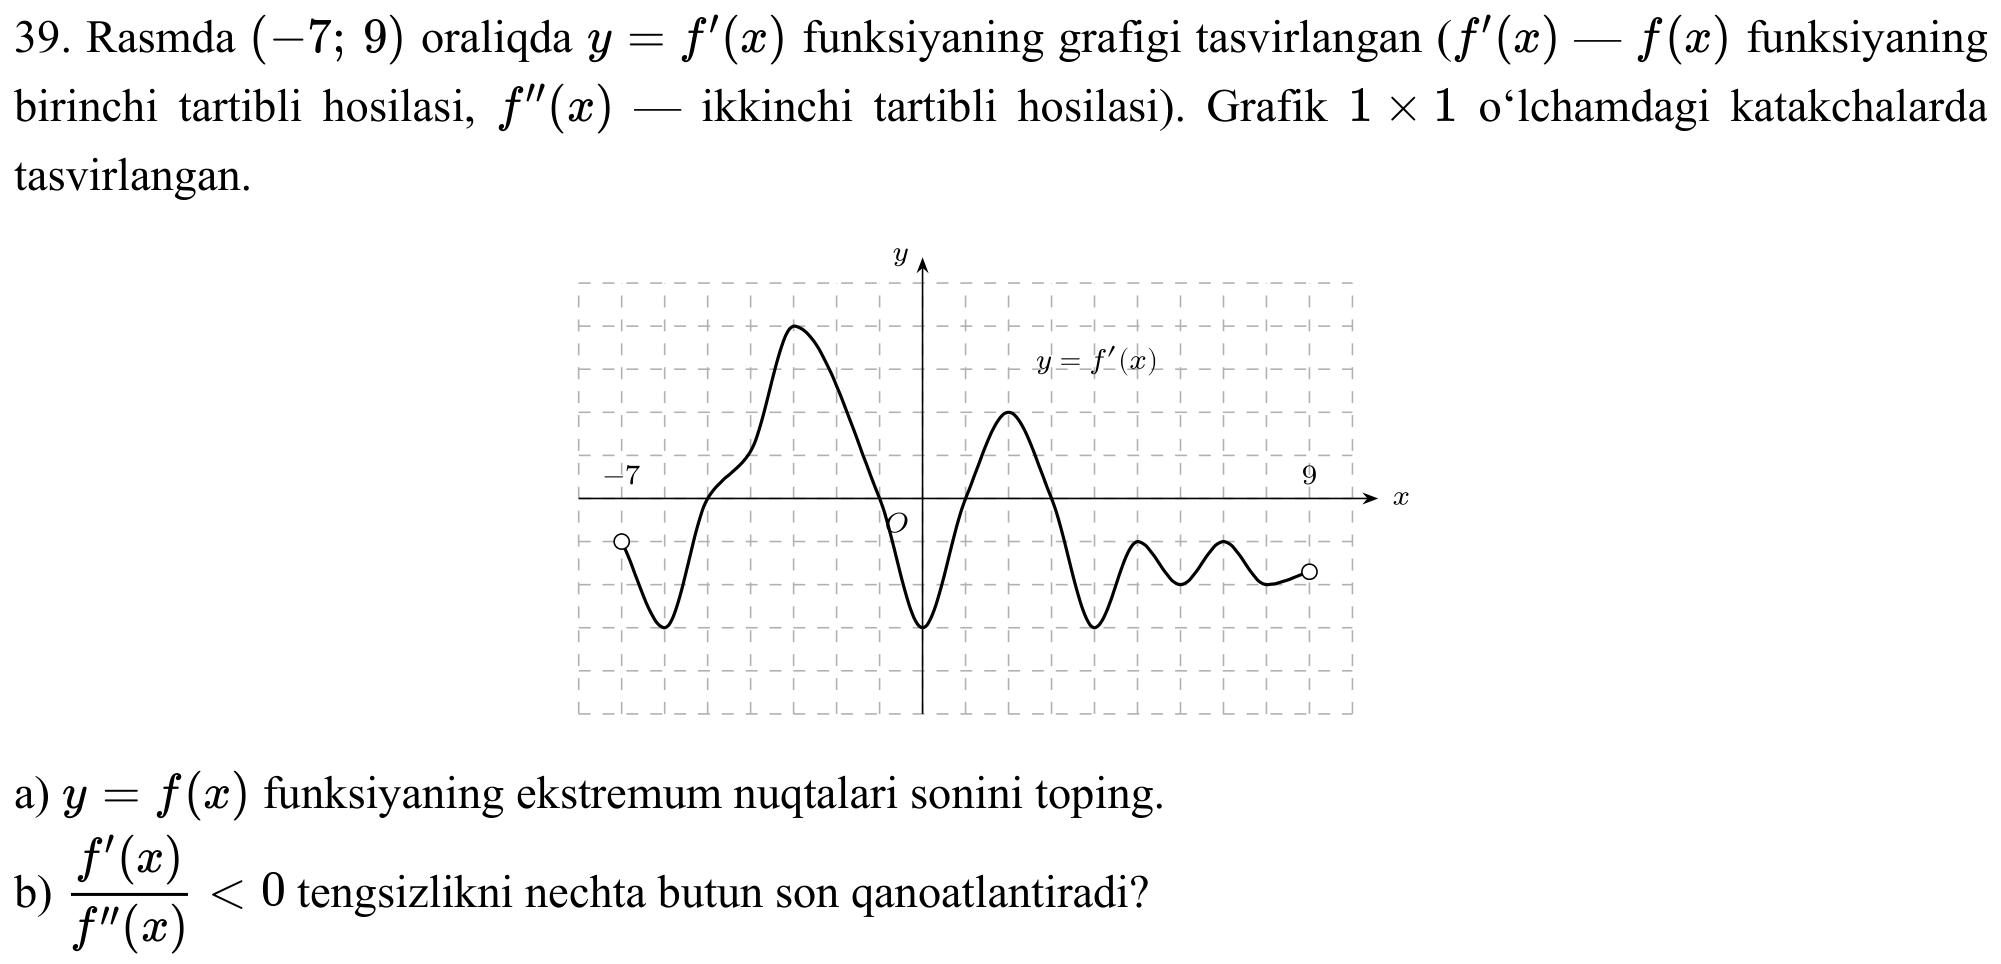 39. Rasmda (−7; 9) oraliqda y = f′(x) funksiyaning grafigi tasvirlangan (f′(x) — f(x) funksiyaning
birinchi tartibli hosilasi, f″(x) — ikkinchi tartibli hosilasi). Grafik 1 × 1 o‘lchamdagi katakchalarda
tasvirlangan.
y
y = f′(x)
−7
9
x
O
a) y = f(x) funksiyaning ekstremum nuqtalari sonini toping.
b) f′(x)/f″(x) < 0 tengsizlikni nechta butun son qanoatlantiradi?